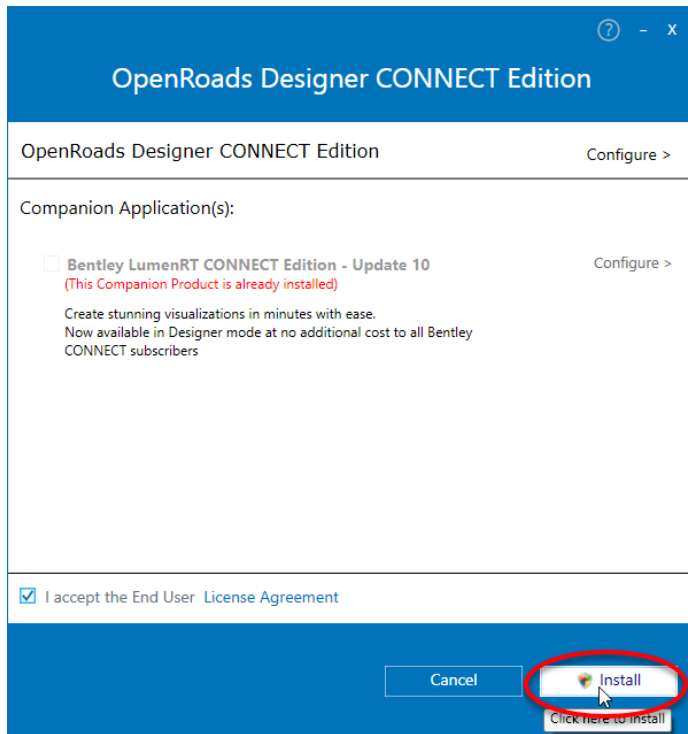 ? – x
OpenRoads Designer CONNECT Edition
OpenRoads Designer CONNECT Edition
Configure >
Companion Application(s):
Bentley LumenRT CONNECT Edition - Update 10
Configure >
(This Companion Product is already installed)
Create stunning visualizations in minutes with ease.
Now available in Designer mode at no additional cost to all Bentley
CONNECT subscribers
I accept the End User License Agreement
Cancel
Install
Click here to install